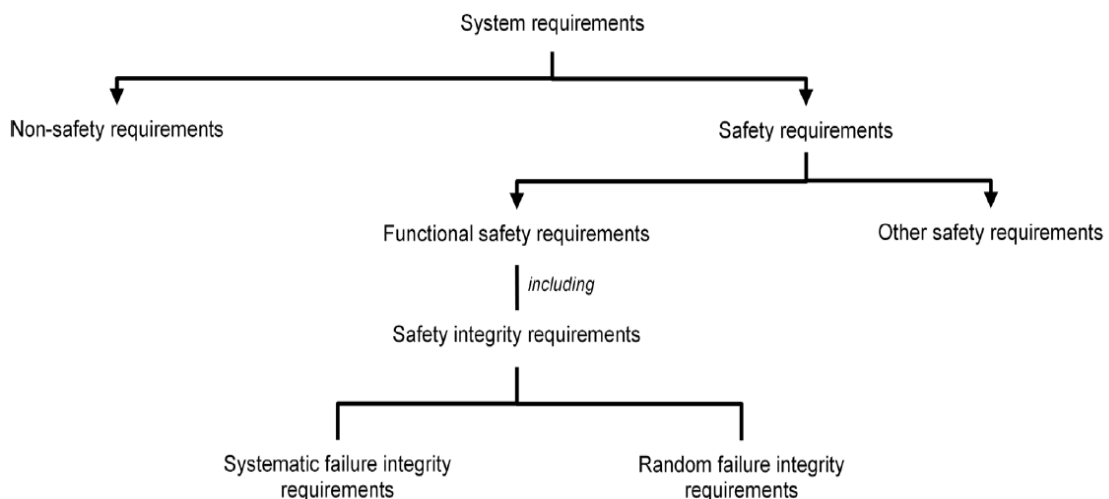 System requirements
Non-safety requirements
Safety requirements
Functional safety requirements
Other safety requirements
including
Safety integrity requirements
Systematic failure integrity
requirements
Random failure integrity
requirements